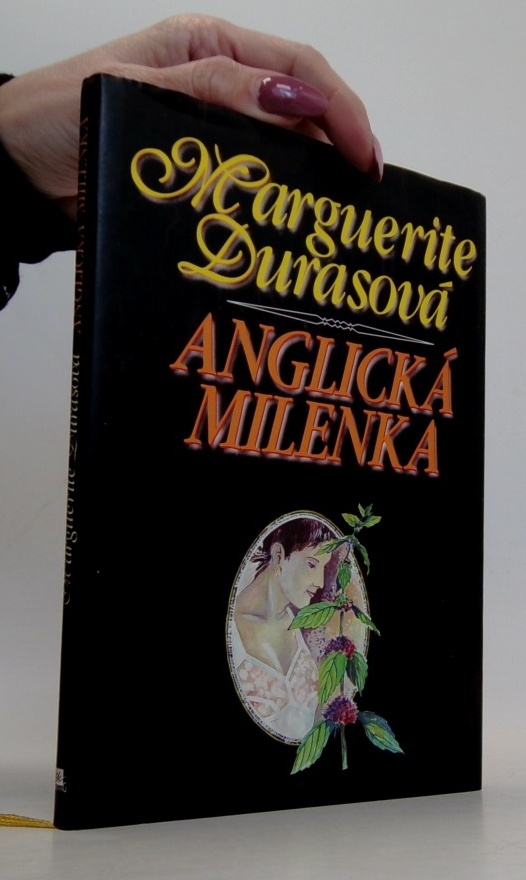 Marguerite
Durasová
ANGLICKÁ
MILENKA
Marguerite Durasová ANGLICKÁ MILENKA